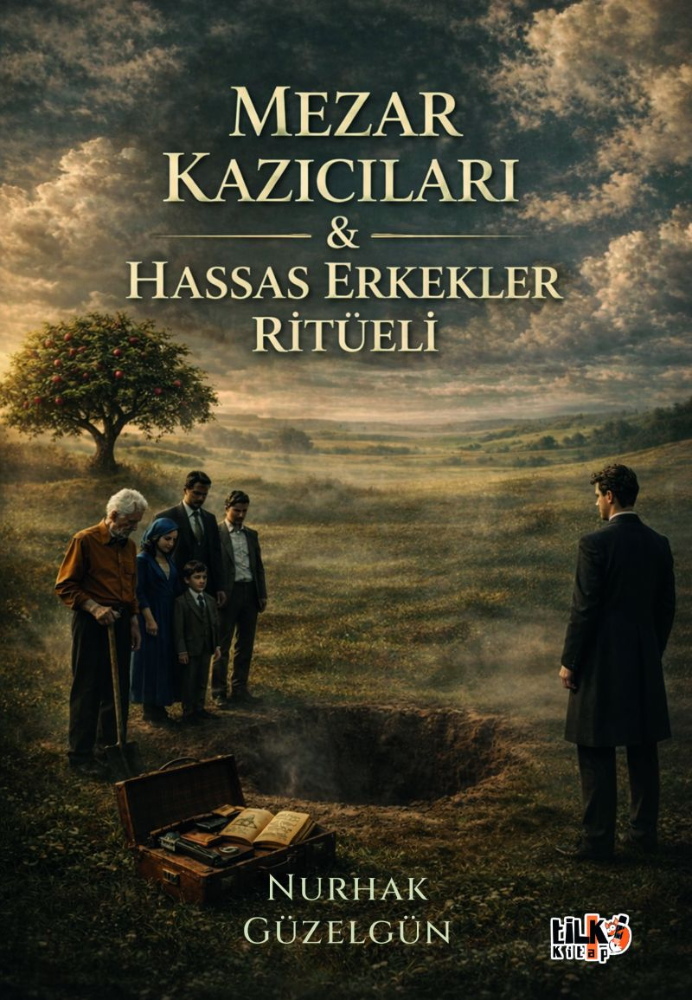 MEZAR
KAZICILARI
&
HASSAS ERKEKLER
RİTÜELİ
NURHAK
GÜZELGÜN
tiLKi
Kitap